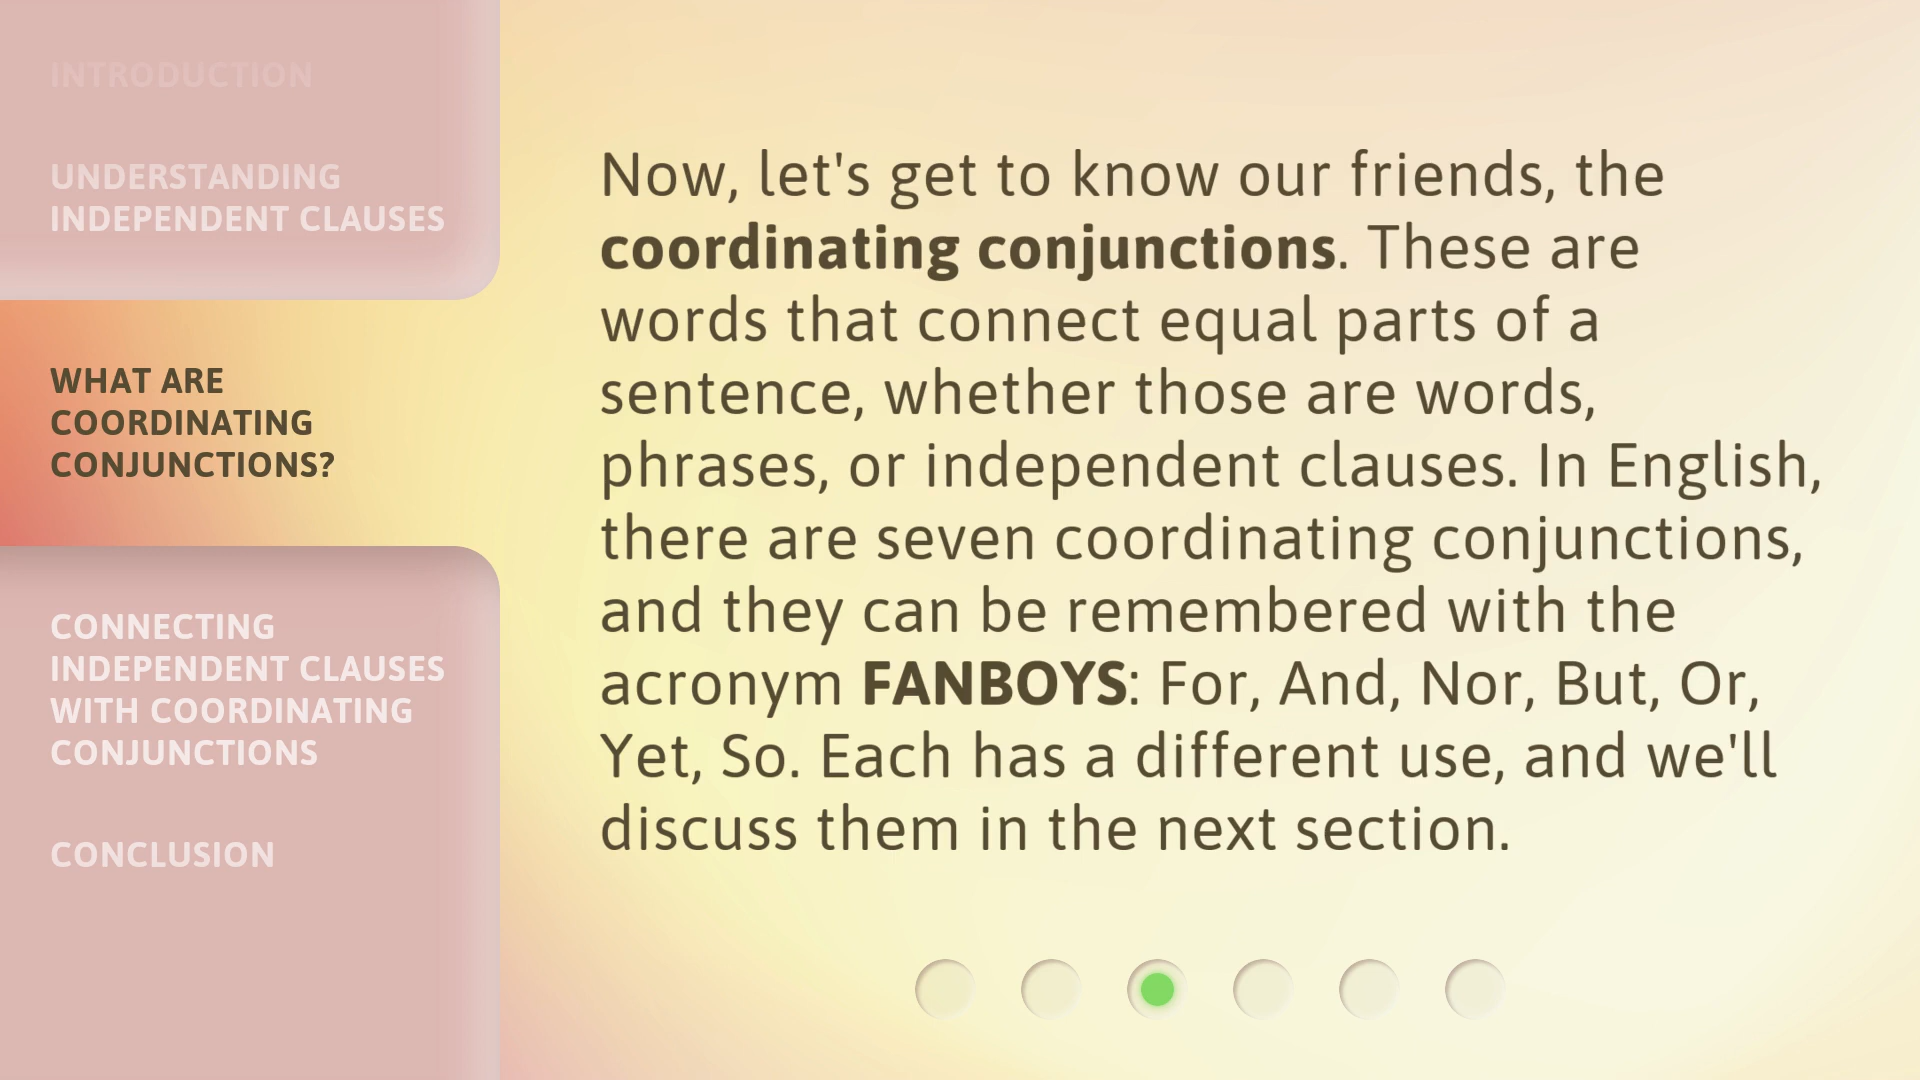 INTRODUCTION
UNDERSTANDING
INDEPENDENT CLAUSES
WHAT ARE
COORDINATING
CONJUNCTIONS?
CONNECTING
INDEPENDENT CLAUSES
WITH COORDINATING
CONJUNCTIONS
CONCLUSION
Now, let's get to know our friends, the
coordinating conjunctions. These are
words that connect equal parts of a
sentence, whether those are words,
phrases, or independent clauses. In English,
there are seven coordinating conjunctions,
and they can be remembered with the
acronym FANBOYS: For, And, Nor, But, Or,
Yet, So. Each has a different use, and we'll
discuss them in the next section.